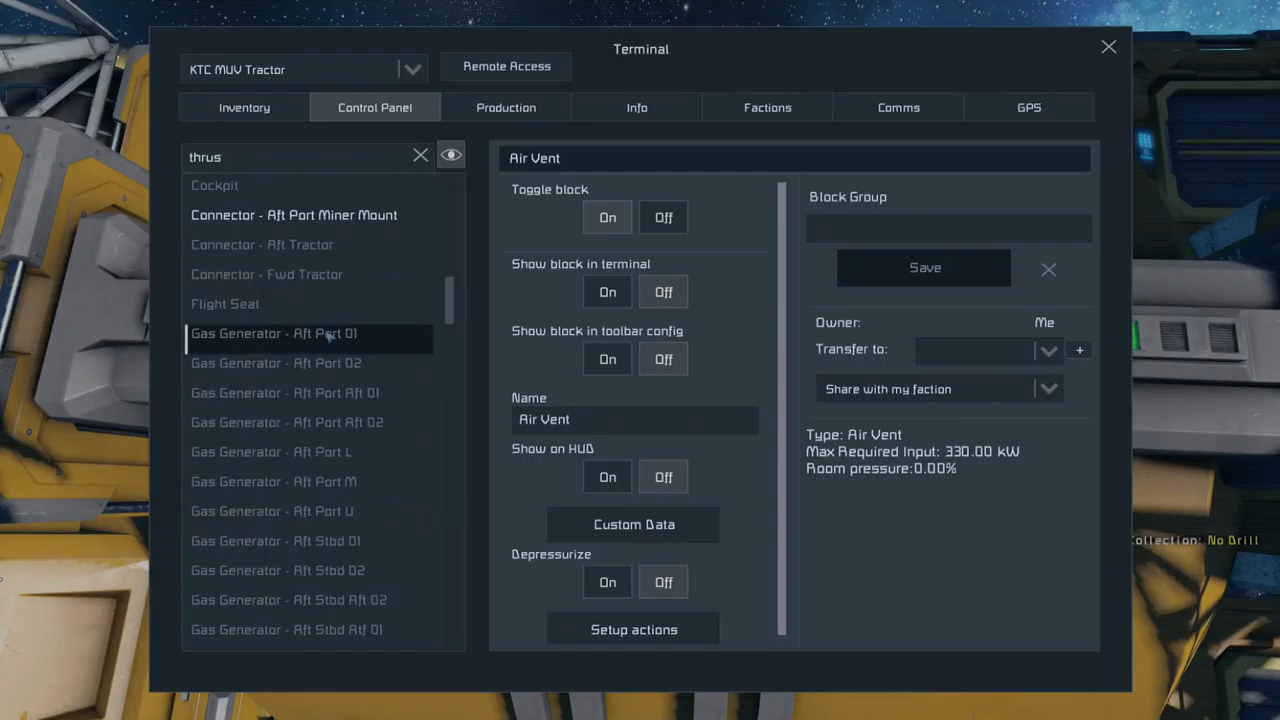 Terminal
KTC MUV Tractor
Remote Access
Inventory
Control Panel
Production
Info
Factions
Comms
GPS
thrus
Cockpit
Connector - Aft Port Miner Mount
Connector - Aft Tractor
Connector - Fwd Tractor
Flight Seat
Gas Generator - Aft Port 01
Gas Generator - Aft Port 02
Gas Generator - Aft Port Aft 01
Gas Generator - Aft Port Aft 02
Gas Generator - Aft Port L
Gas Generator - Aft Port M
Gas Generator - Aft Port U
Gas Generator - Aft Stbd 01
Gas Generator - Aft Stbd 02
Gas Generator - Aft Stbd Aft 02
Gas Generator - Aft Stbd Atf 01
Air Vent
Toggle block
On Off
Show block in terminal
On Off
Show block in toolbar config
On Off
Name
Air Vent
Show on HUD
On Off
Custom Data
Depressurize
On Off
Setup actions
Block Group
Save
Owner: Me
Transfer to:
+
Share with my faction
Type: Air Vent
Max Required Input: 330.00 kW
Room pressure:0.00%
Collection: No Drill